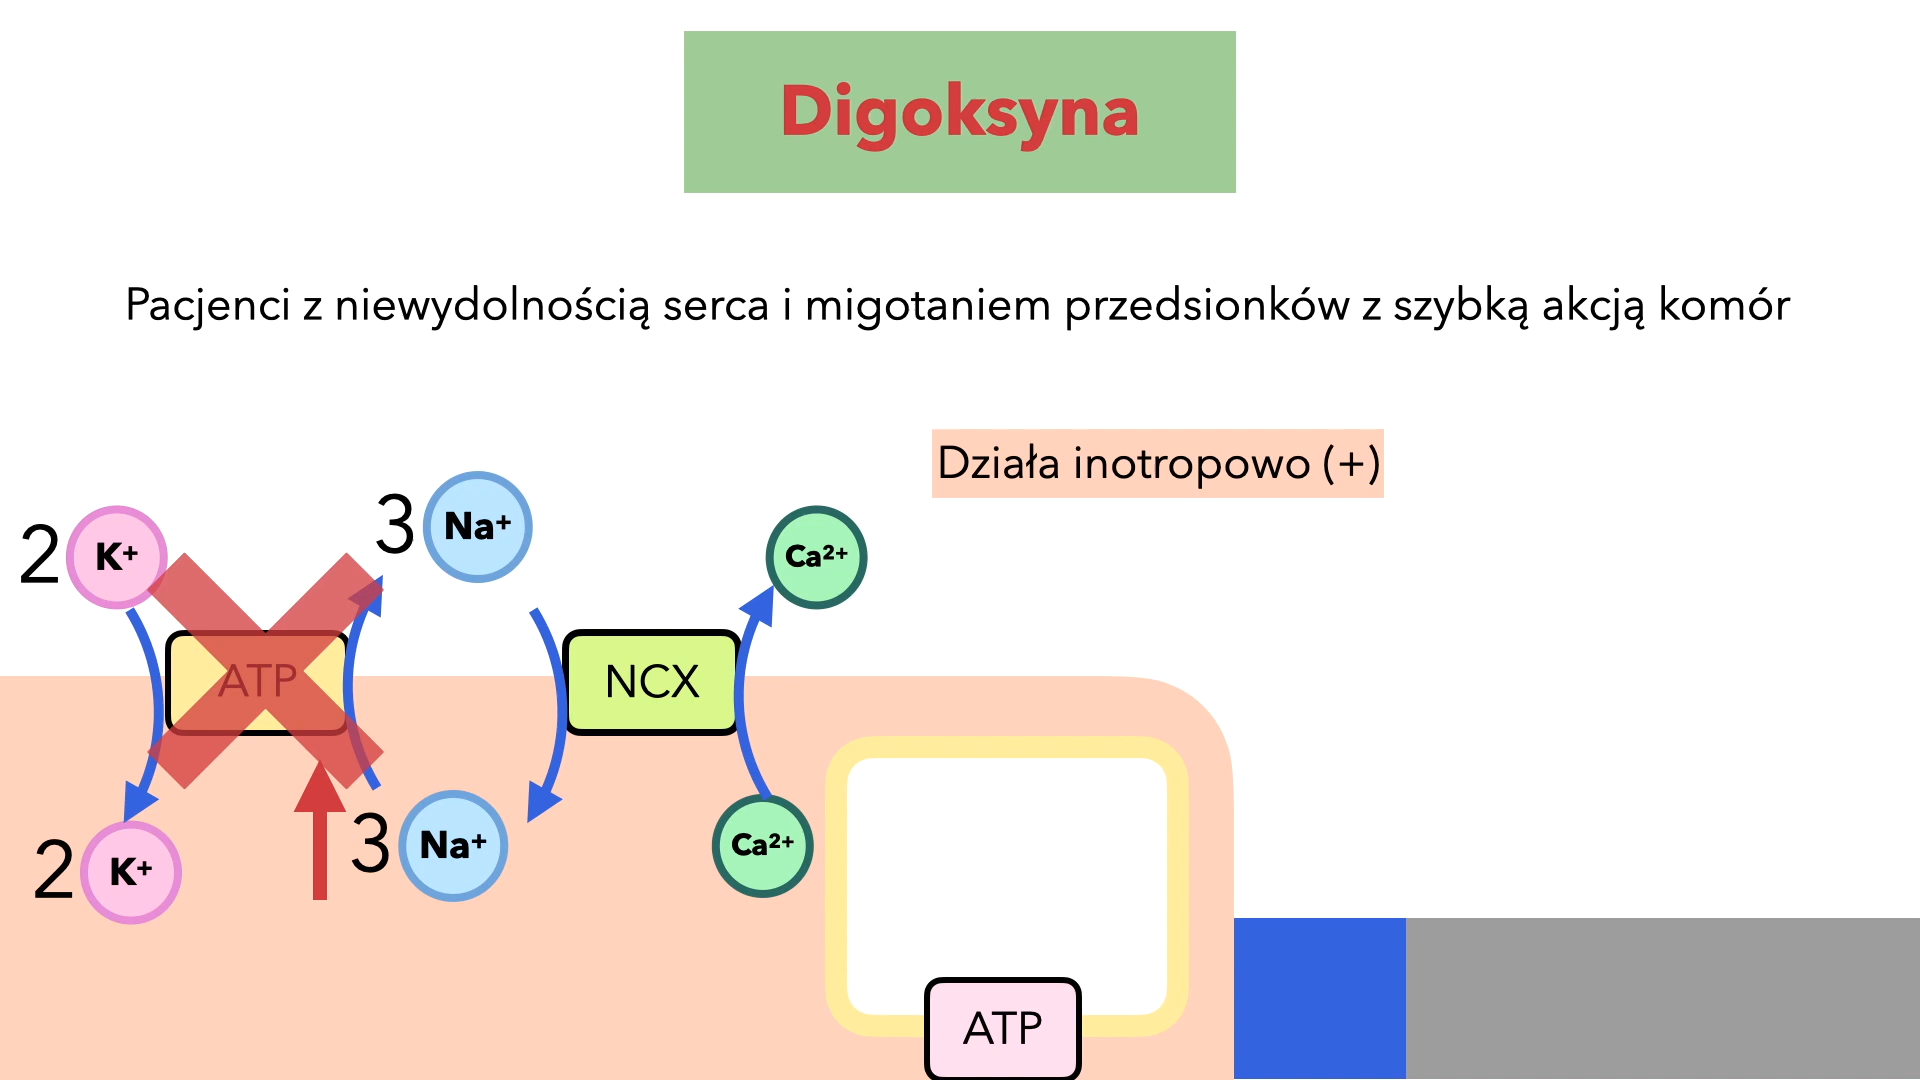 Digoksyna
Pacjenci z niewydolnością serca i migotaniem przedsionków z szybką akcją komór
Działa inotropowo (+)
2 K+
3 Na+
Ca2+
ATP
NCX
2 K+
3 Na+
Ca2+
ATP